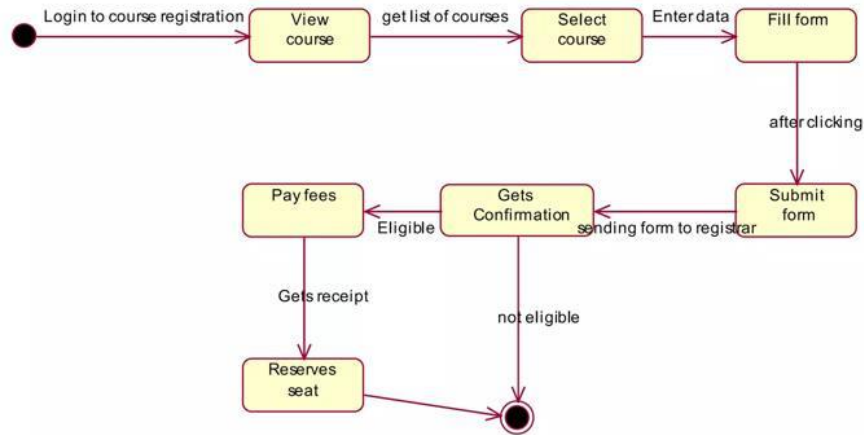 Login to course registration
View
course
get list of courses
Select
course
Enter data
Fill form
after clicking
Submit
form
sending form to registrar
Gets
Confirmation
Eligible
Pay fees
Gets receipt
not eligible
Reserves
seat